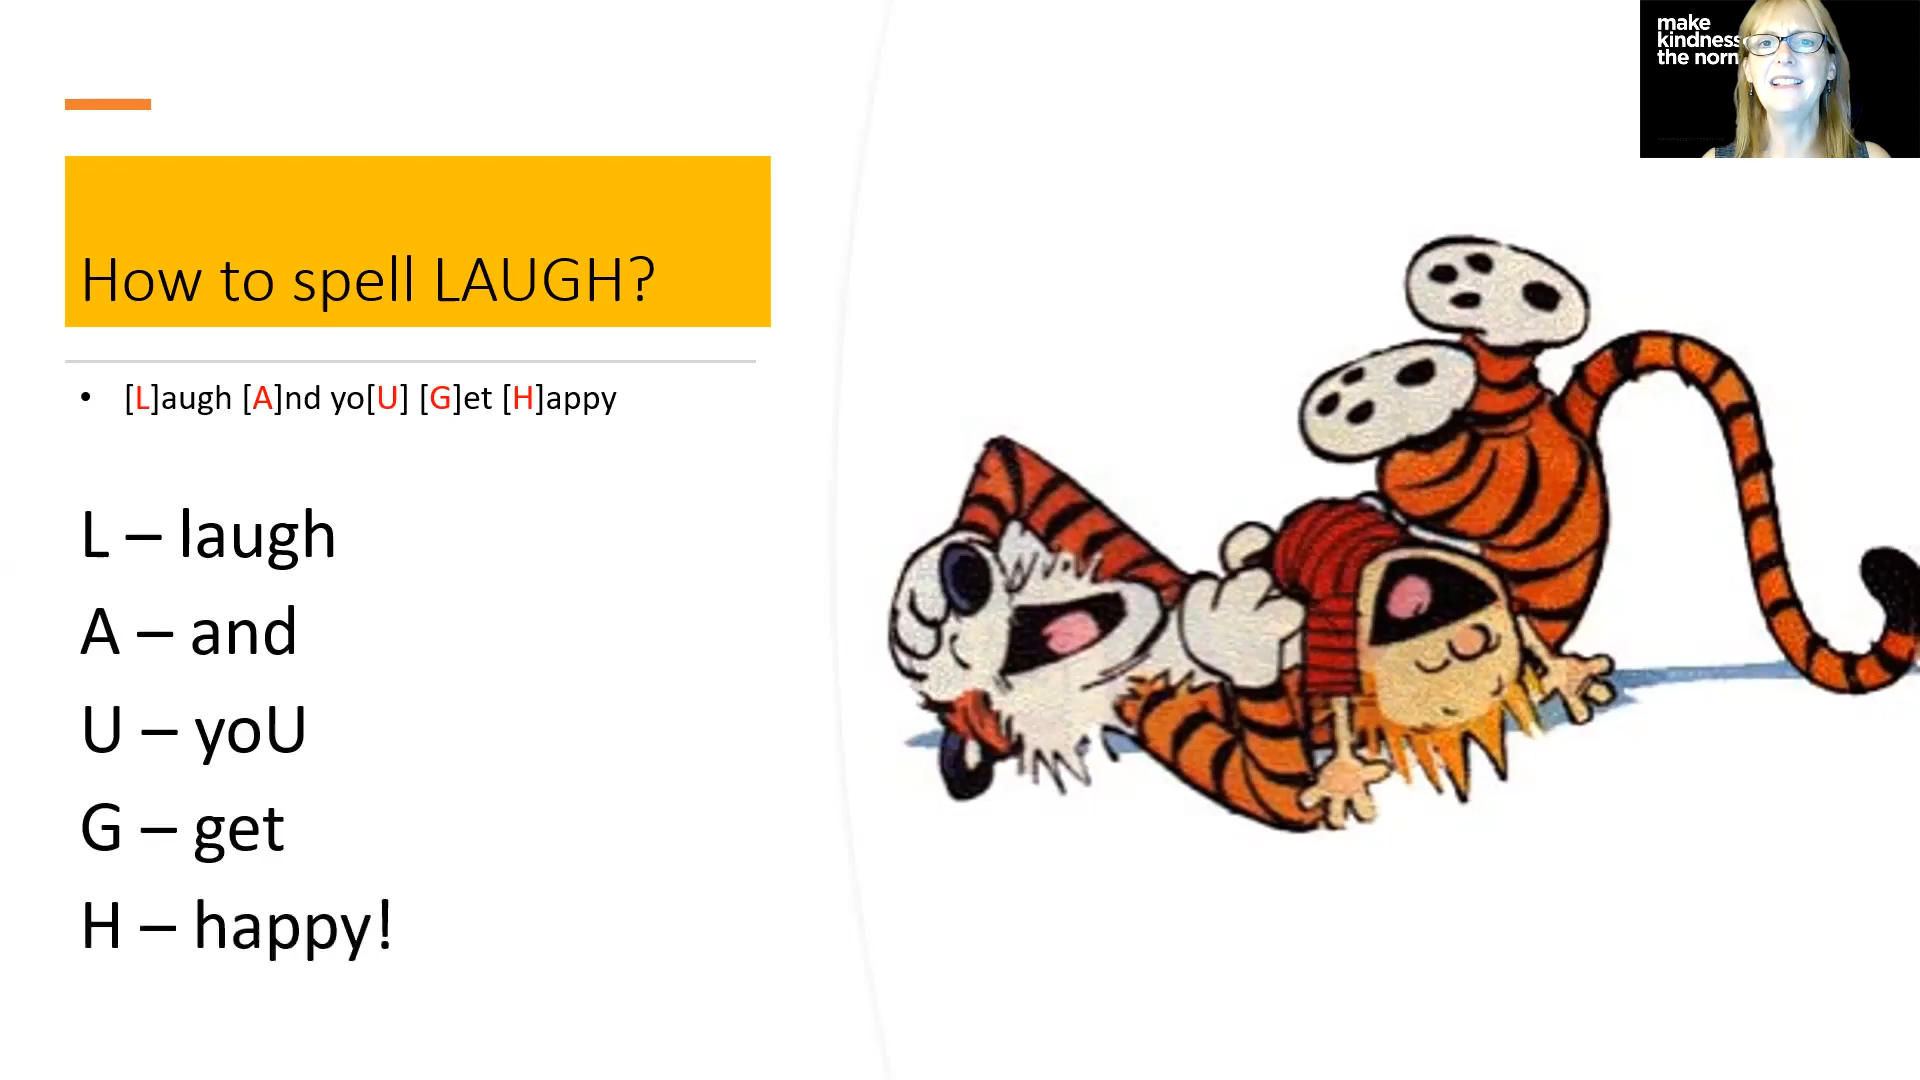 How to spell LAUGH?
• [L]augh [A]nd yo[U] [G]et [H]appy
L – laugh
A – and
U – yoU
G – get
H – happy!
make
kindness
the norm